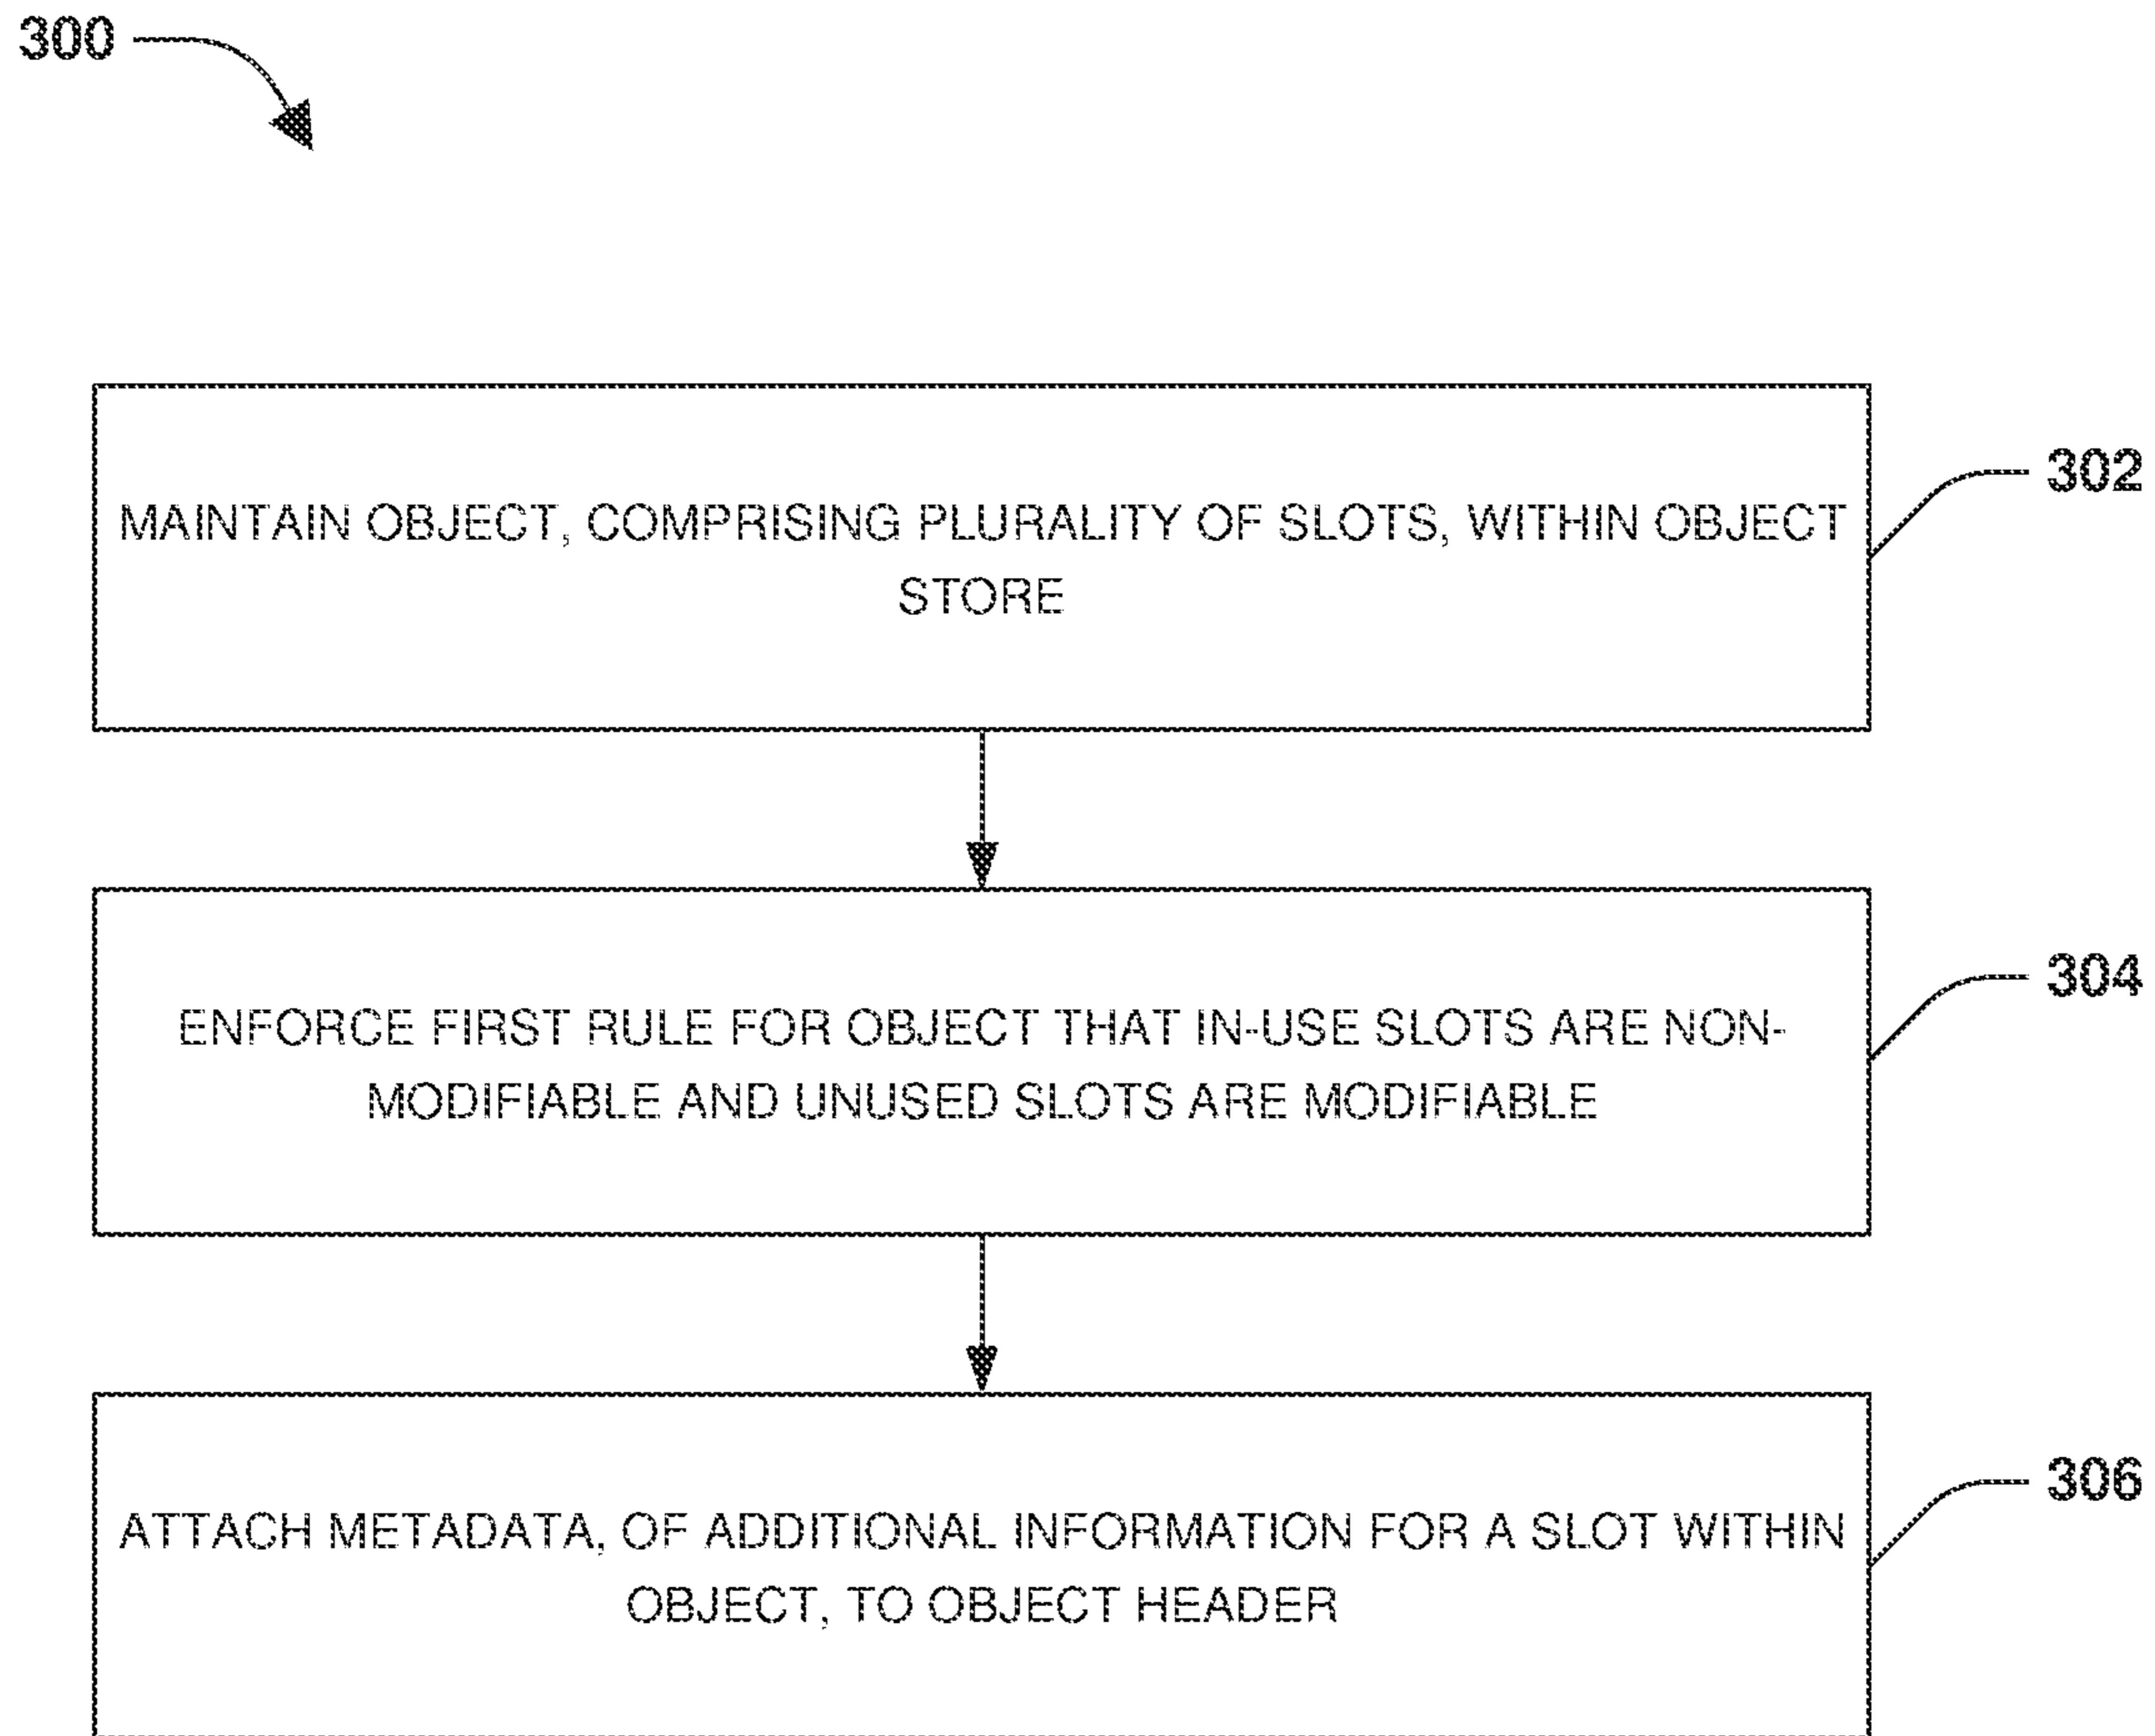 300
MAINTAIN OBJECT, COMPRISING PLURALITY OF SLOTS, WITHIN OBJECT
STORE
302
ENFORCE FIRST RULE FOR OBJECT THAT IN-USE SLOTS ARE NON-
MODIFIABLE AND UNUSED SLOTS ARE MODIFIABLE
304
ATTACH METADATA, OF ADDITIONAL INFORMATION FOR A SLOT WITHIN
OBJECT, TO OBJECT HEADER
306